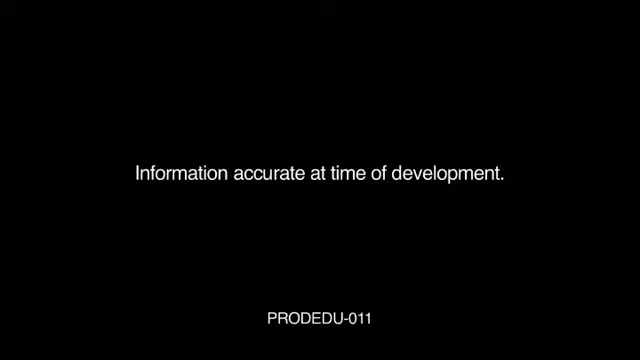 Information accurate at time of development.
PRODEDU-011